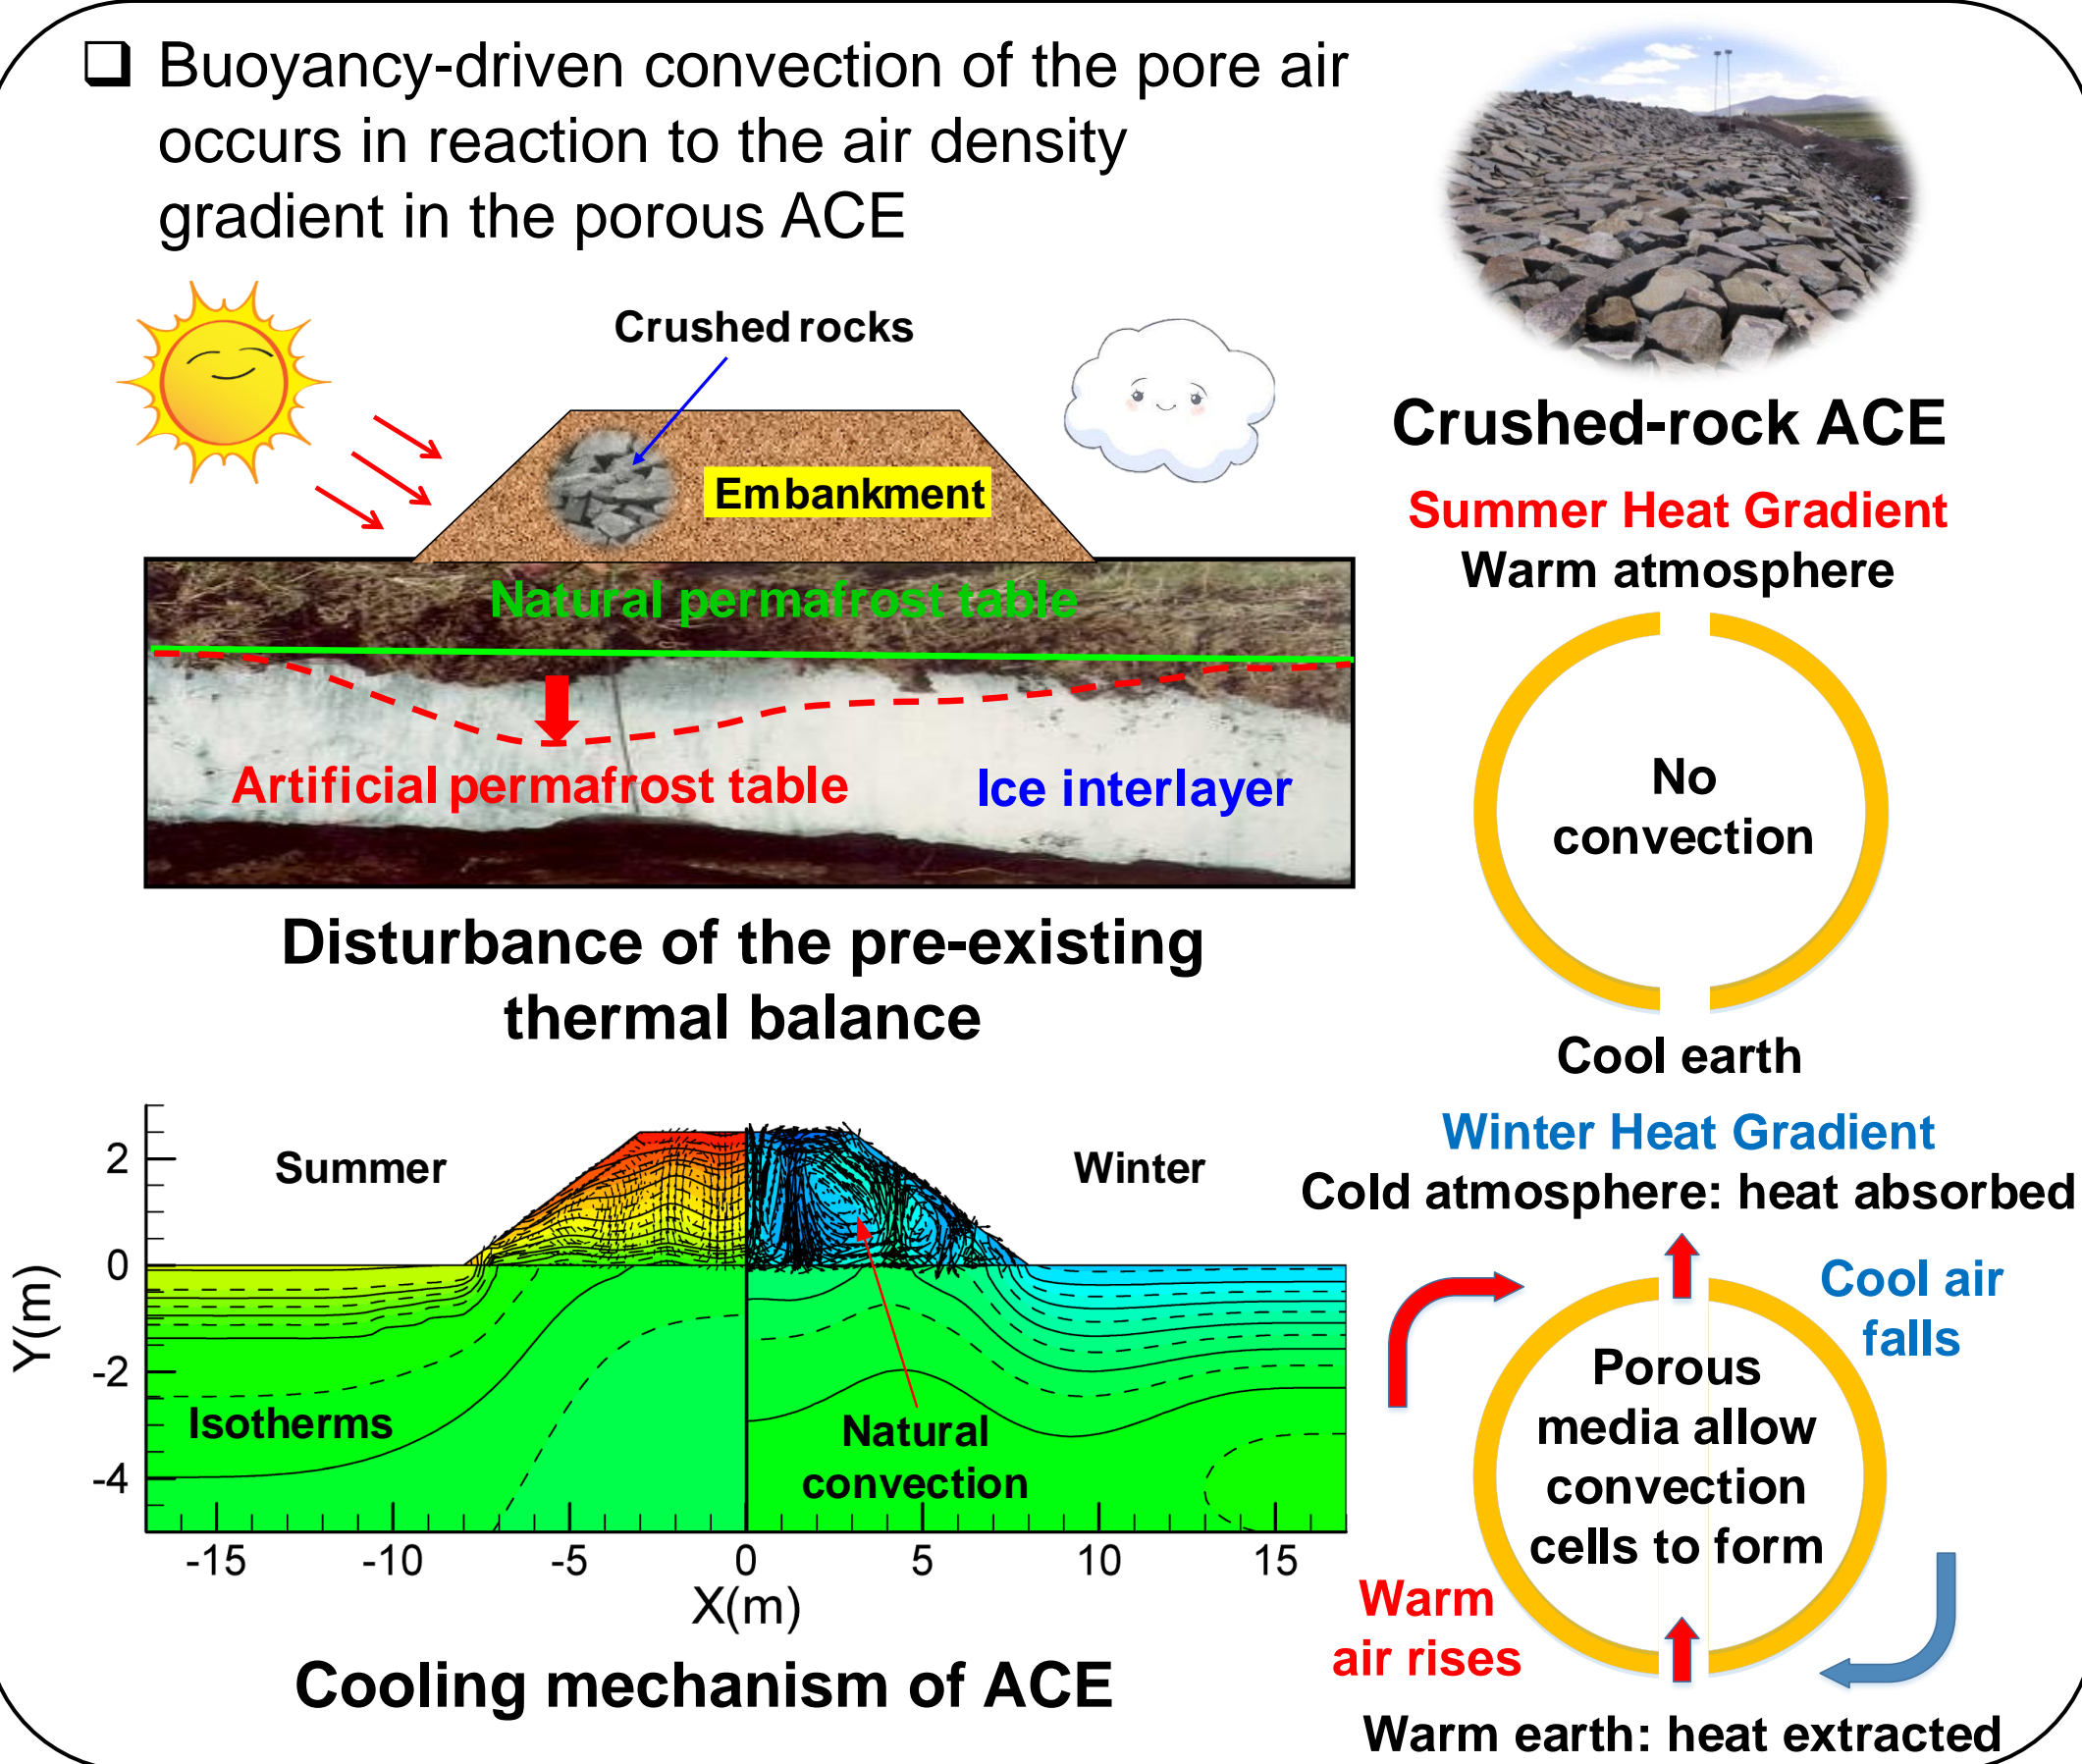 Buoyancy-driven convection of the pore air
occurs in reaction to the air density
gradient in the porous ACE
Crushed rocks
Embankment
Natural permafrost table
Artificial permafrost table
Ice interlayer
Disturbance of the pre-existing
thermal balance
Crushed-rock ACE
Summer Heat Gradient
Warm atmosphere
No
convection
Cool earth
Winter Heat Gradient
Cold atmosphere: heat absorbed
Cool air
falls
Porous
media allow
convection
cells to form
Warm
air rises
Warm earth: heat extracted
Summer
Winter
Isotherms
Natural
convection
Y(m)
2
0
-2
-4
-15 -10 -5 0 5 10 15
X(m)
Cooling mechanism of ACE